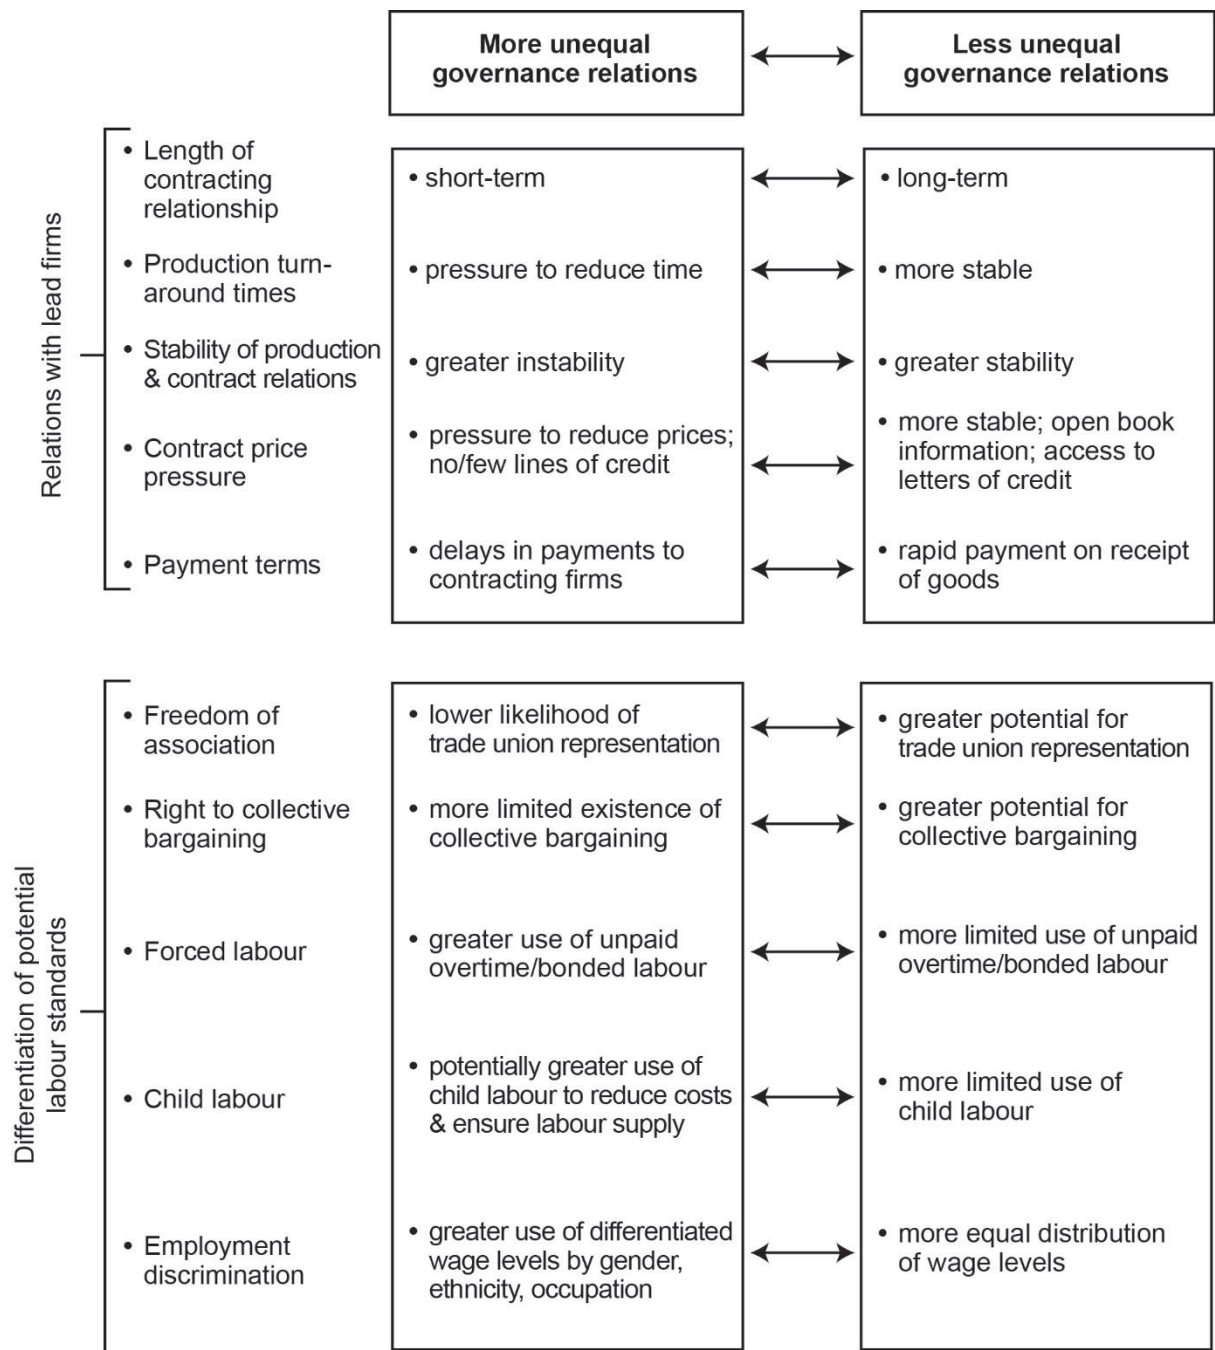 More unequal
governance relations
Less unequal
governance relations
Relations with lead firms
• Length of
contracting
relationship
• short-term
• long-term
• Production turn-
around times
• pressure to reduce time
• more stable
• Stability of production
& contract relations
• greater instability
• greater stability
• Contract price
pressure
• pressure to reduce prices;
no/few lines of credit
• more stable; open book
information; access to
letters of credit
• Payment terms
• delays in payments to
contracting firms
• rapid payment on receipt
of goods
Differentiation of potential
labour standards
• Freedom of
association
• lower likelihood of
trade union representation
• greater potential for
trade union representation
• Right to collective
bargaining
• more limited existence of
collective bargaining
• greater potential for
collective bargaining
• Forced labour
• greater use of unpaid
overtime/bonded labour
• more limited use of unpaid
overtime/bonded labour
• Child labour
• potentially greater use of
child labour to reduce costs
& ensure labour supply
• more limited use of
child labour
• Employment
discrimination
• greater use of differentiated
wage levels by gender,
ethnicity, occupation
• more equal distribution
of wage levels